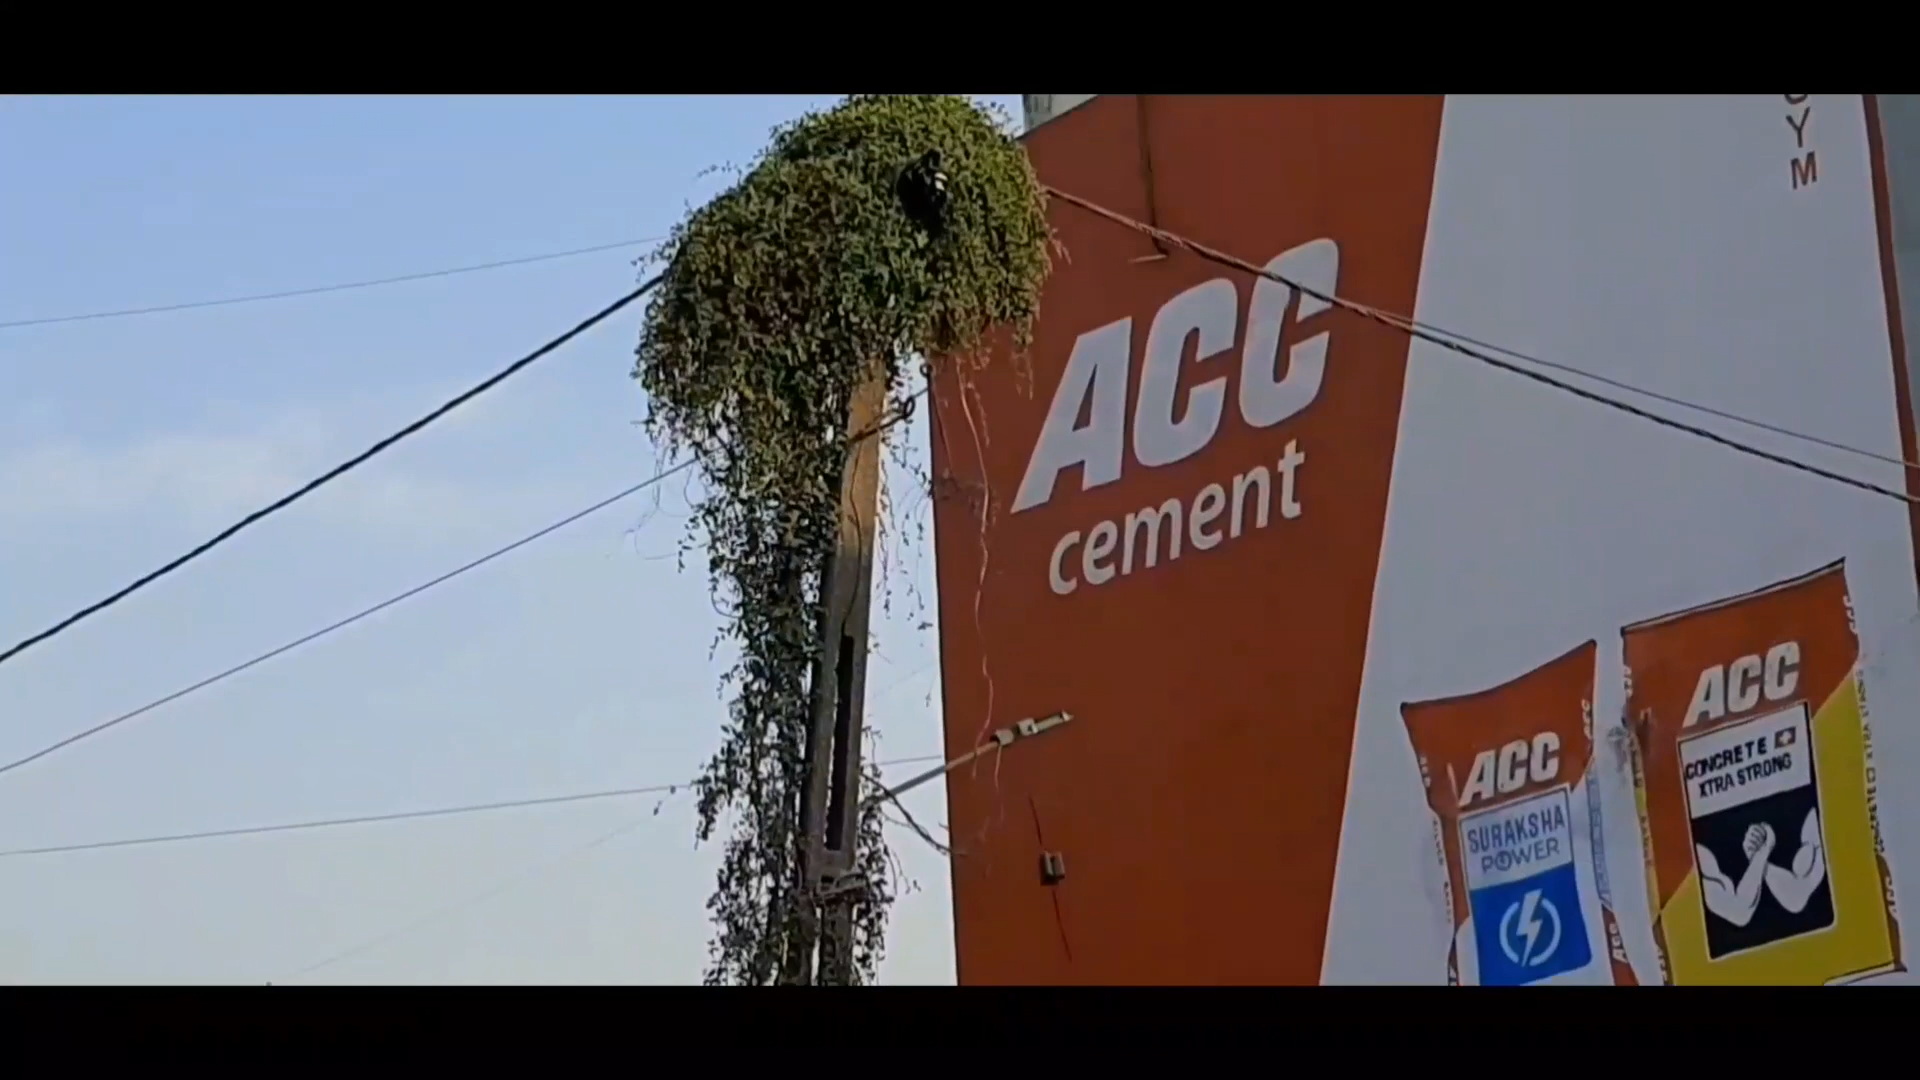 YM
ACC
cement
ACC
SURAKSHA
POWER
ACC
CONCRETE +
XTRA STRONG